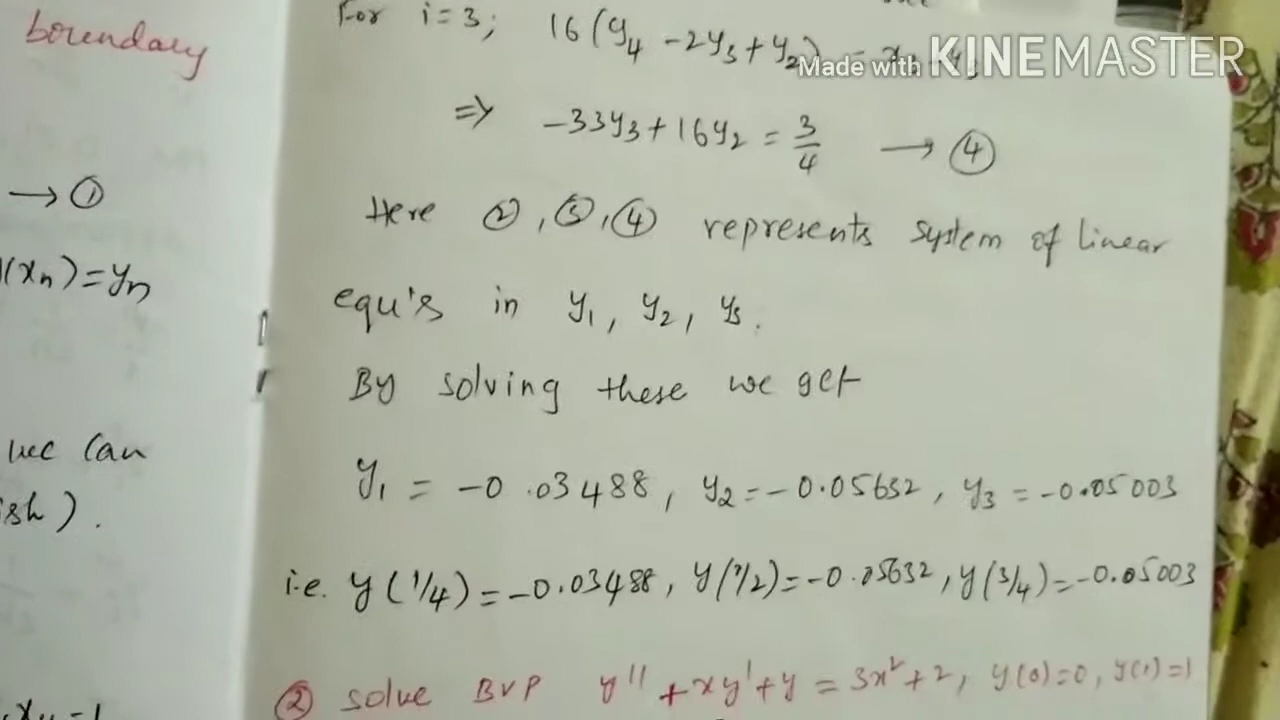 boundary
→ ①
(xn) = yn
we can
ish).
For i = 3; 16(y4 - 2y3 + y2)
Made with KINEMASTER
⇒ -33y3 + 16y2 = 3/4 → ④
Here ②, ③, ④ represents system of linear
equ's in y1, y2, y3.
By solving these we get
y1 = -0.03488, y2 = -0.05632, y3 = -0.05003
i.e. y(1/4) = -0.03488, y(1/2) = -0.05632, y(3/4) = -0.05003
② solve BVP y'' + xy' + y = 3x² + 2, y(0)=0, y(1)=1